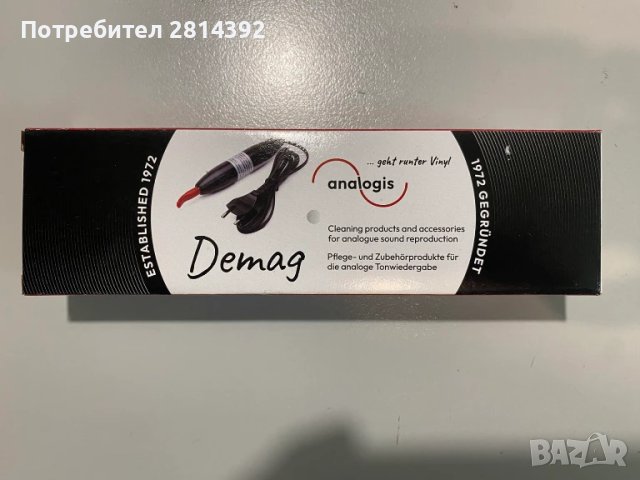 Потребител 2814392
ESTABLISHED 1972
... geht runter Vinyl
analogis
Cleaning products and accessories
for analogue sound reproduction
Demag
Pflege- und Zubehörprodukte für
die analoge Tonwiedergabe
1972 GEGRÜNDET
BAZAR